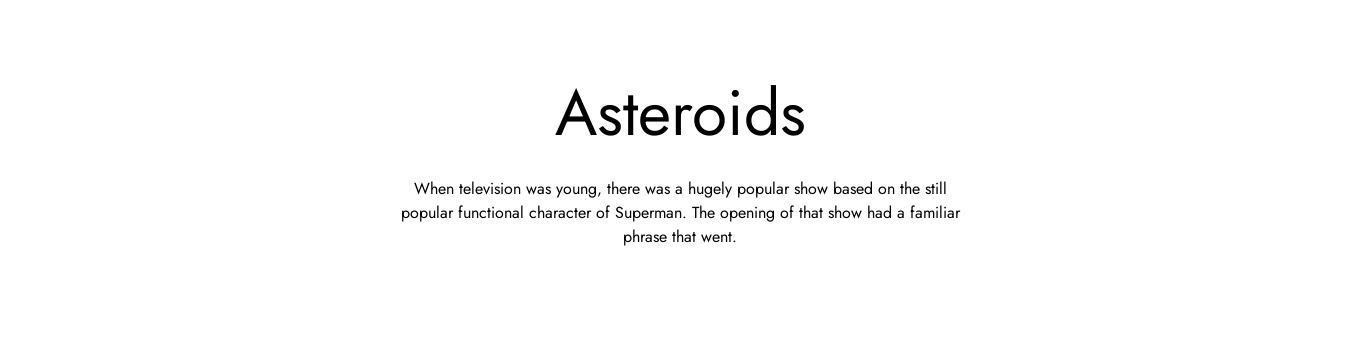 Asteroids
When television was young, there was a hugely popular show based on the still
popular functional character of Superman. The opening of that show had a familiar
phrase that went.